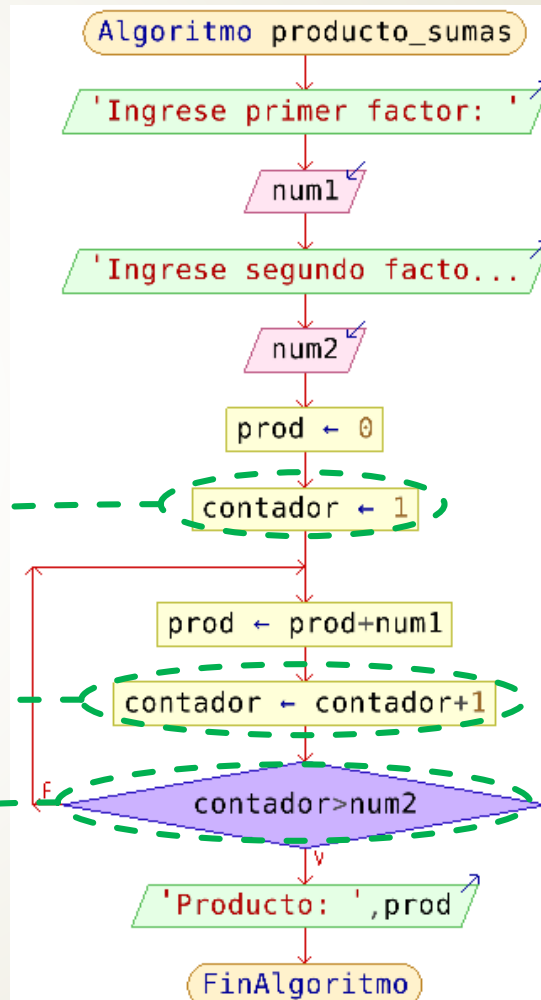 Algoritmo producto_sumas
'Ingrese primer factor: '
num1
'Ingrese segundo facto...
num2
prod ← 0
contador ← 1
prod ← prod+num1
contador ← contador+1
contador>num2
F
V
'Producto: ',prod
FinAlgoritmo